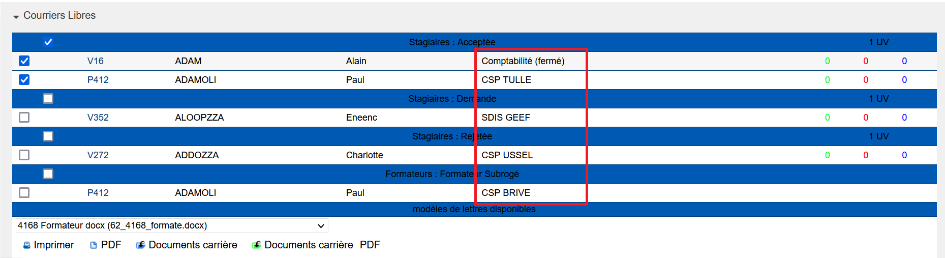 Courriers Libres
Stagiaires : Acceptée 1 UV
V16 ADAM Alain Comptabilité (fermé) 0 0 0
P412 ADAMOLI Paul CSP TULLE 0 0 0
Stagiaires : Demande 1 UV
V352 ALOOPZZA Eneenc SDIS GEEF 0 0 0
Stagiaires : Rejetée 1 UV
V272 ADDOZZA Charlotte CSP USSEL 0 0 0
Formateurs : Formateur Subrogé
P412 ADAMOLI Paul CSP BRIVE
modèles de lettres disponibles
4168 Formateur docx (62_4168_formate.docx)
Imprimer PDF Documents carrière Documents carrière PDF